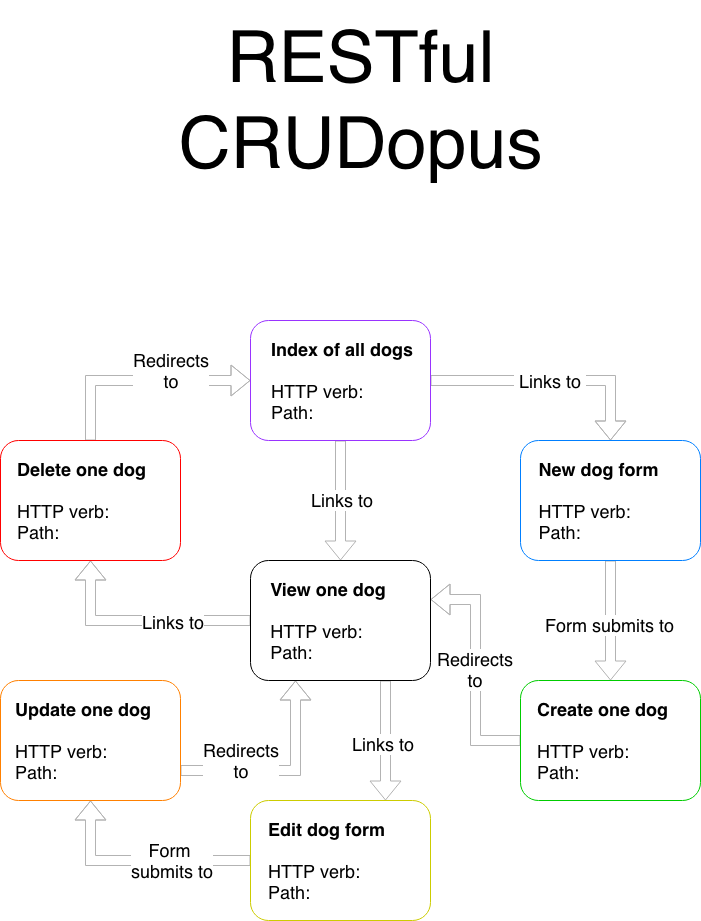 RESTful
CRUDopus
Index of all dogs
HTTP verb:
Path:
Redirects
to
Links to
Delete one dog
HTTP verb:
Path:
New dog form
HTTP verb:
Path:
Links to
View one dog
HTTP verb:
Path:
Links to
Form submits to
Redirects
to
Update one dog
HTTP verb:
Path:
Redirects
to
Links to
Create one dog
HTTP verb:
Path:
Edit dog form
HTTP verb:
Path:
Form
submits to